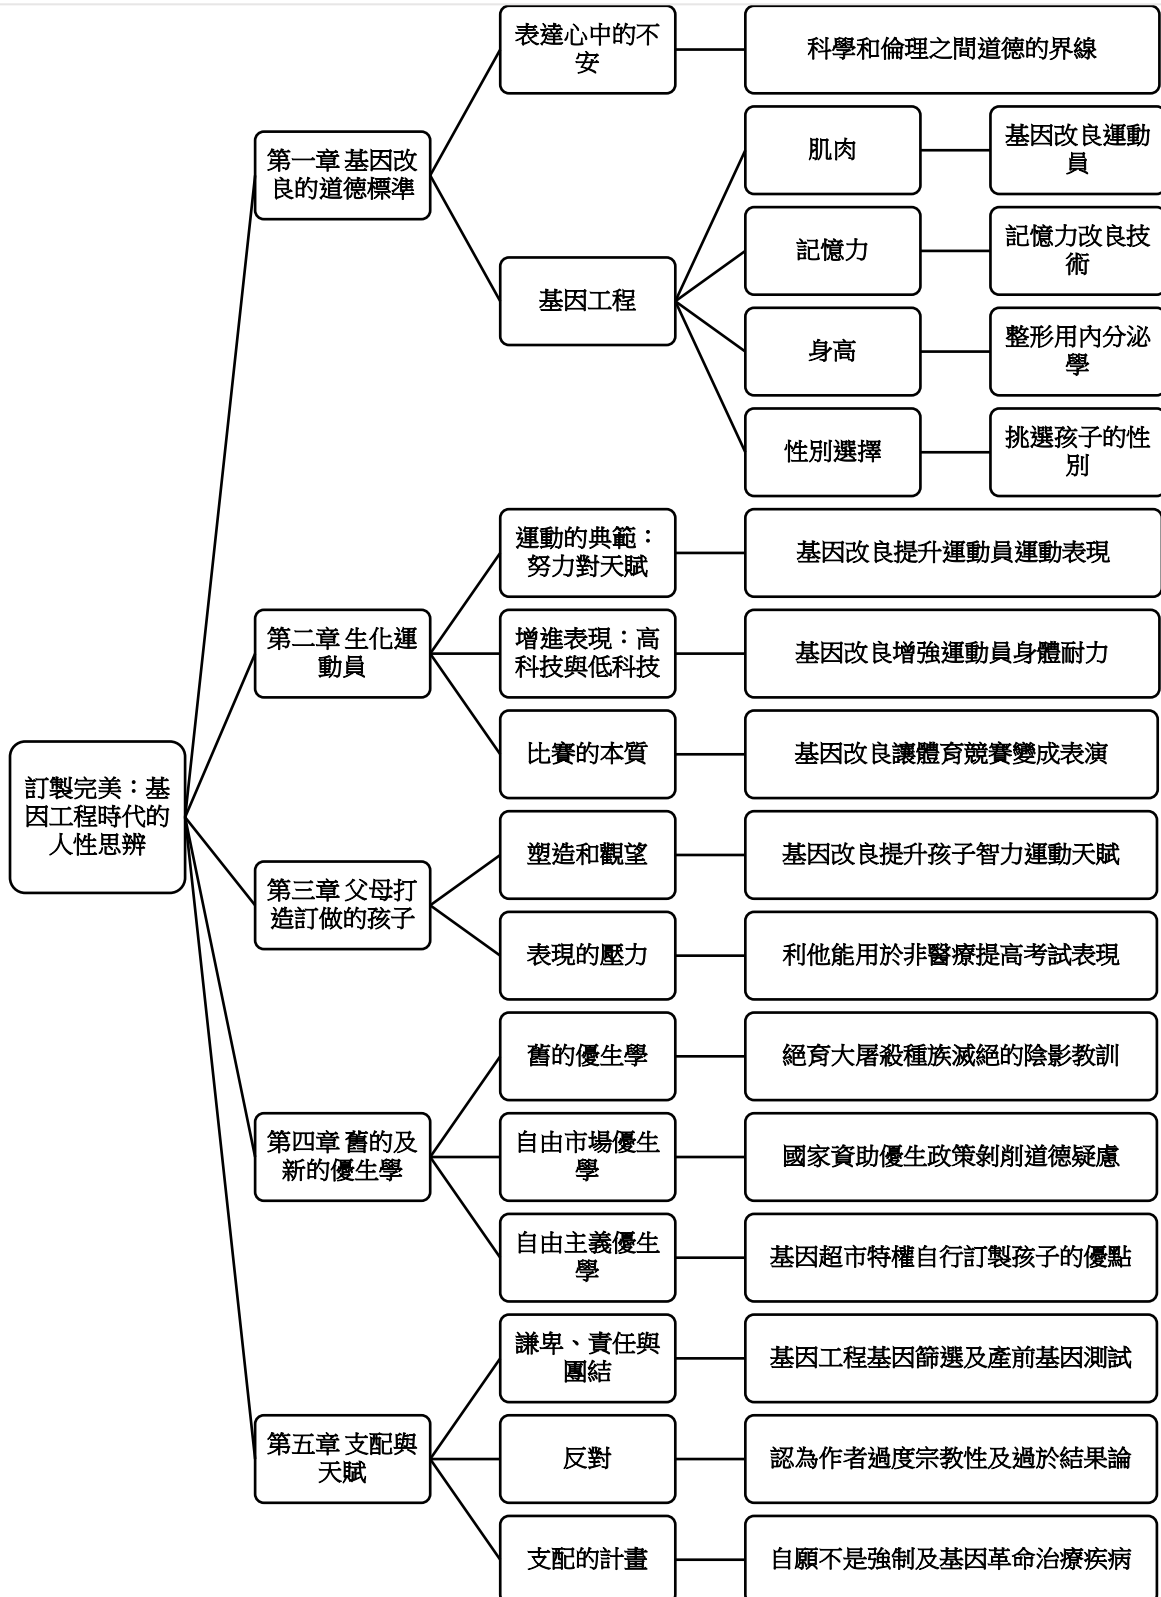 表達心中的不
安
科學和倫理之間道德的界線
第一章 基因改
良的道德標準
肌肉
基因改良運動
員
記憶力
記憶力改良技
術
基因工程
身高
整形用內分泌
學
性別選擇
挑選孩子的性
別
運動的典範：
努力對天賦
基因改良提升運動員運動表現
第二章 生化運
動員
增進表現：高
科技與低科技
基因改良增強運動員身體耐力
比賽的本質
基因改良讓體育競賽變成表演
訂製完美：基
因工程時代的
人性思辨
塑造和觀望
基因改良提升孩子智力運動天賦
第三章 父母打
造訂做的孩子
表現的壓力
利他能用於非醫療提高考試表現
舊的優生學
絕育大屠殺種族滅絕的陰影教訓
第四章 舊的及
新的優生學
自由市場優生
學
國家資助優生政策剝削道德疑慮
自由主義優生
學
基因超市特權自行訂製孩子的優點
謙卑、責任與
團結
基因工程基因篩選及產前基因測試
第五章 支配與
天賦
反對
認為作者過度宗教性及過於結果論
支配的計畫
自願不是強制及基因革命治療疾病